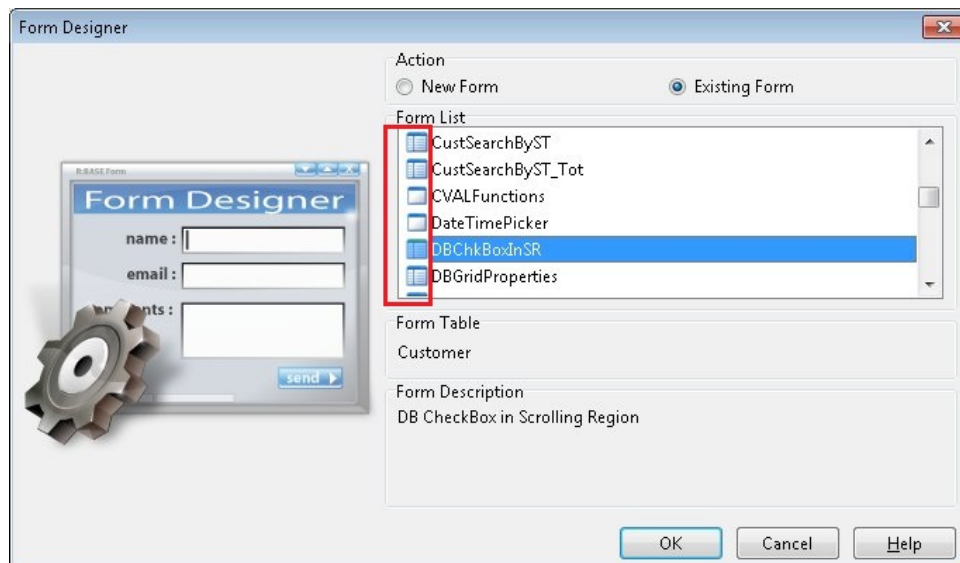 Form Designer
Action
New Form
Existing Form
Form List
CustSearchByST
CustSearchByST_Tot
CVALFunctions
DateTimePicker
DBChkBoxInSR
DBGridProperties
R:BASE Form
Form Designer
name :
email :
nts :
send
Form Table
Customer
Form Description
DB CheckBox in Scrolling Region
OK
Cancel
Help